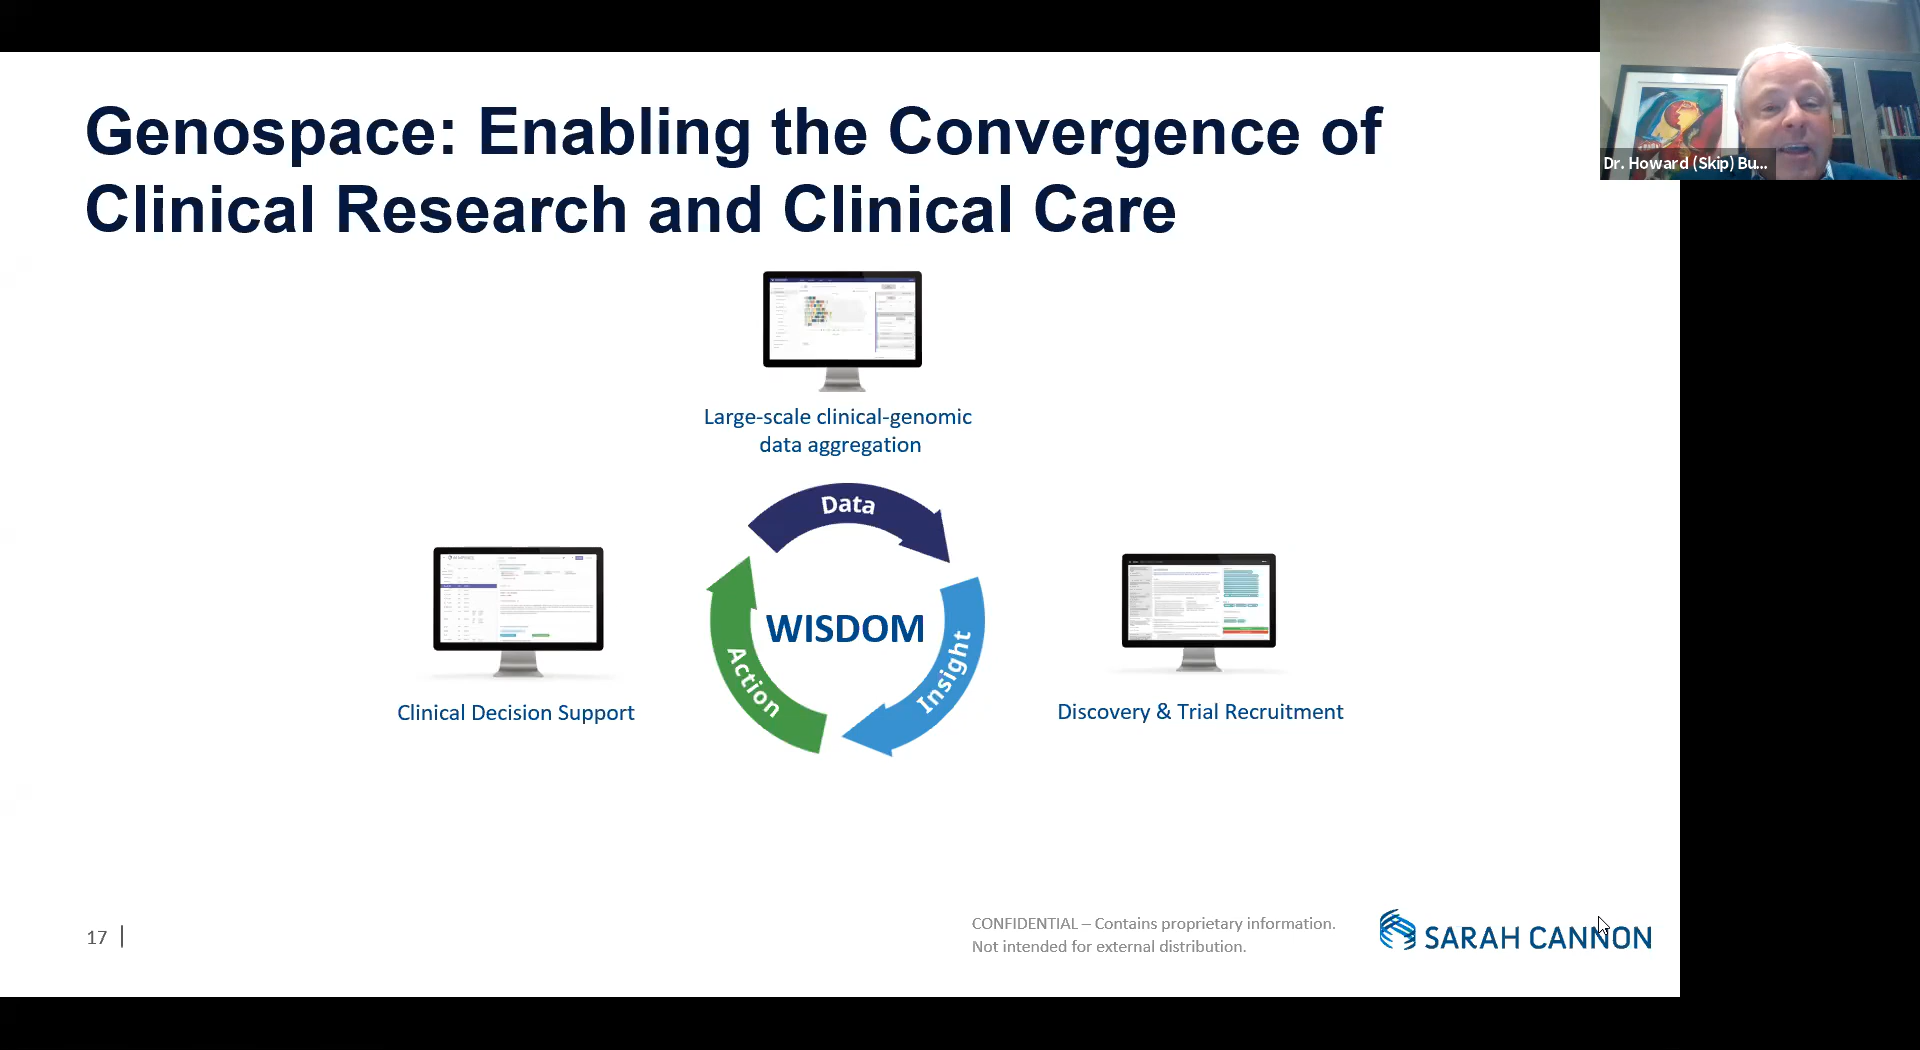 Genospace: Enabling the Convergence of
Clinical Research and Clinical Care
Dr. Howard (Skip) Bu...
Large-scale clinical-genomic
data aggregation
Data
WISDOM
Insight
Action
Clinical Decision Support
Discovery & Trial Recruitment
17 |
CONFIDENTIAL – Contains proprietary information.
Not intended for external distribution.
SARAH CANNON